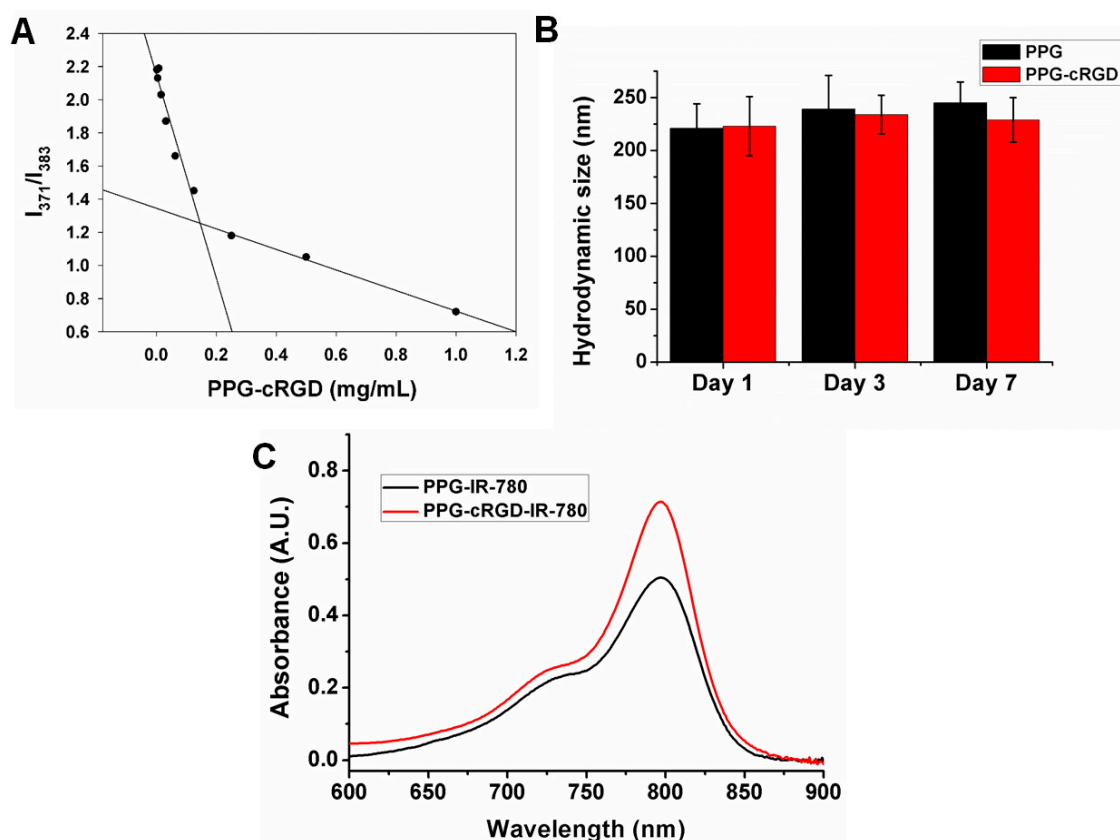 A
2.4
2.2
2.0
1.8
1.6
1.4
1.2
1.0
0.8
0.6
I371/I383
0.0 0.2 0.4 0.6 0.8 1.0 1.2
PPG-cRGD (mg/mL)
B
PPG
PPG-cRGD
250
200
150
100
50
0
Hydrodynamic size (nm)
Day 1 Day 3 Day 7
C
PPG-IR-780
PPG-cRGD-IR-780
0.8
0.6
0.4
0.2
0.0
Absorbance (A.U.)
600 650 700 750 800 850 900
Wavelength (nm)